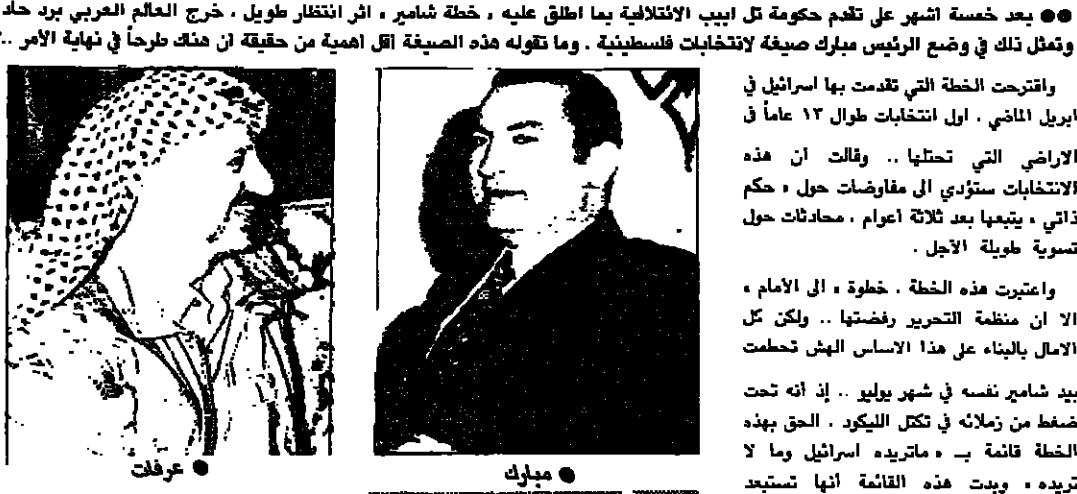 ●● بعد خمسة اشهر على تقدم حكومة تل ابيب الائتلافية بما اطلق عليه « خطة شامير » اثر انتظار طويل ، خرج العالم العربي برد حاد
وتمثل ذلك في وضع الرئيس مبارك صيغة لانتخابات فلسطينية . وما تقوله هذه الصيغة اقل اهمية من حقيقة ان هناك طرحاً في نهاية الأمر ..
واقترحت الخطة التي تقدمت بها اسرائيل في
ابريل الماضي ، اول انتخابات طوال ١٣ عاماً في
الاراضي التي تحتلها .. وقالت ان هذه
الانتخابات ستؤدي الى مفاوضات حول « حكم
ذاتي » يتبعها بعد ثلاثة أعوام ، محادثات حول
تسوية طويلة الآجل .
واعتبرت هذه الخطة ، خطوة « الى الأمام »
الا ان منظمة التحرير رفضتها .. ولكن كل
الامال بالبناء على هذا الاساس الهش تحطمت
بيد شامير نفسه في شهر يوليو .. إذ أنه تحت
ضغط من زملائه في تكتل الليكود ، الحق بهذه
الخطة قائمة بـ « ماتريده اسرائيل وما لا
تريده » وبدت هذه القائمة أنها تستبعد
● مبارك
● عرفات